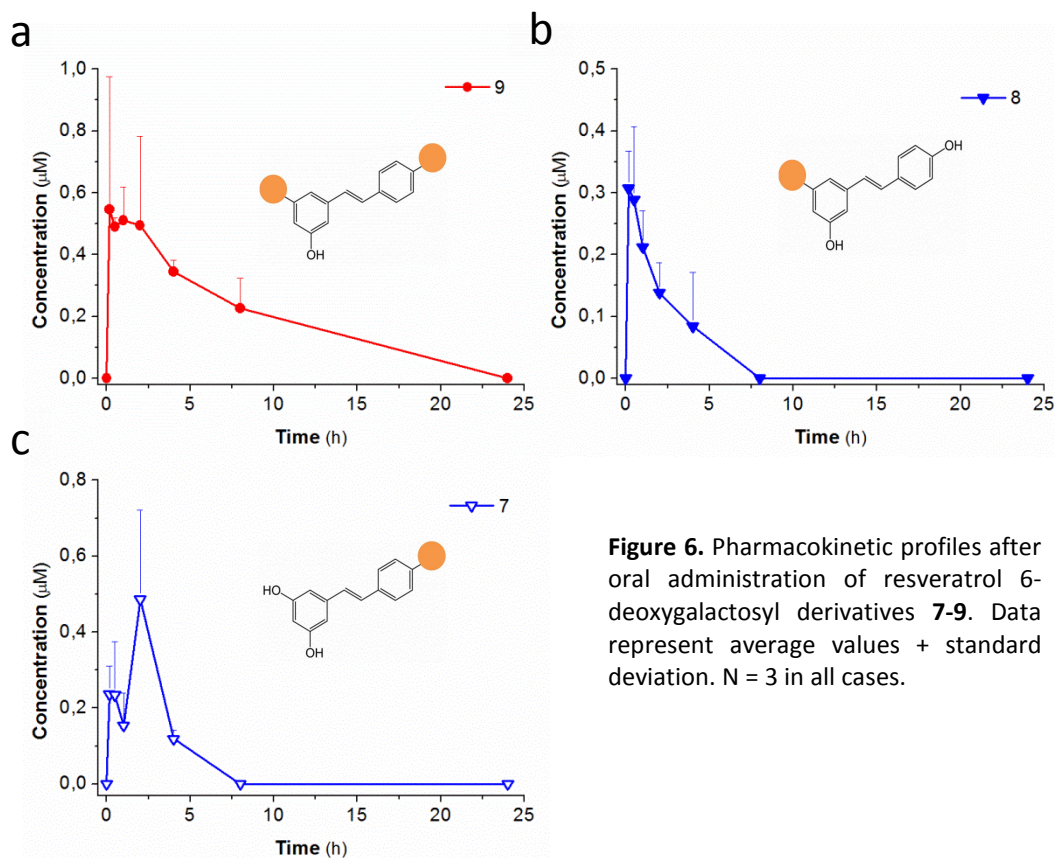 a
1,0
0,8
0,6
0,4
0,2
0,0
Concentration (µM)
0 5 10 15 20 25
Time (h)
9
OH
b
0,5
0,4
0,3
0,2
0,1
0,0
Concentration (µM)
0 5 10 15 20 25
Time (h)
8
OH
OH
c
0,8
0,6
0,4
0,2
0,0
Concentration (µM)
0 5 10 15 20 25
Time (h)
7
HO
OH
Figure 6. Pharmacokinetic profiles after
oral administration of resveratrol 6-
deoxygalactosyl derivatives 7-9. Data
represent average values + standard
deviation. N = 3 in all cases.